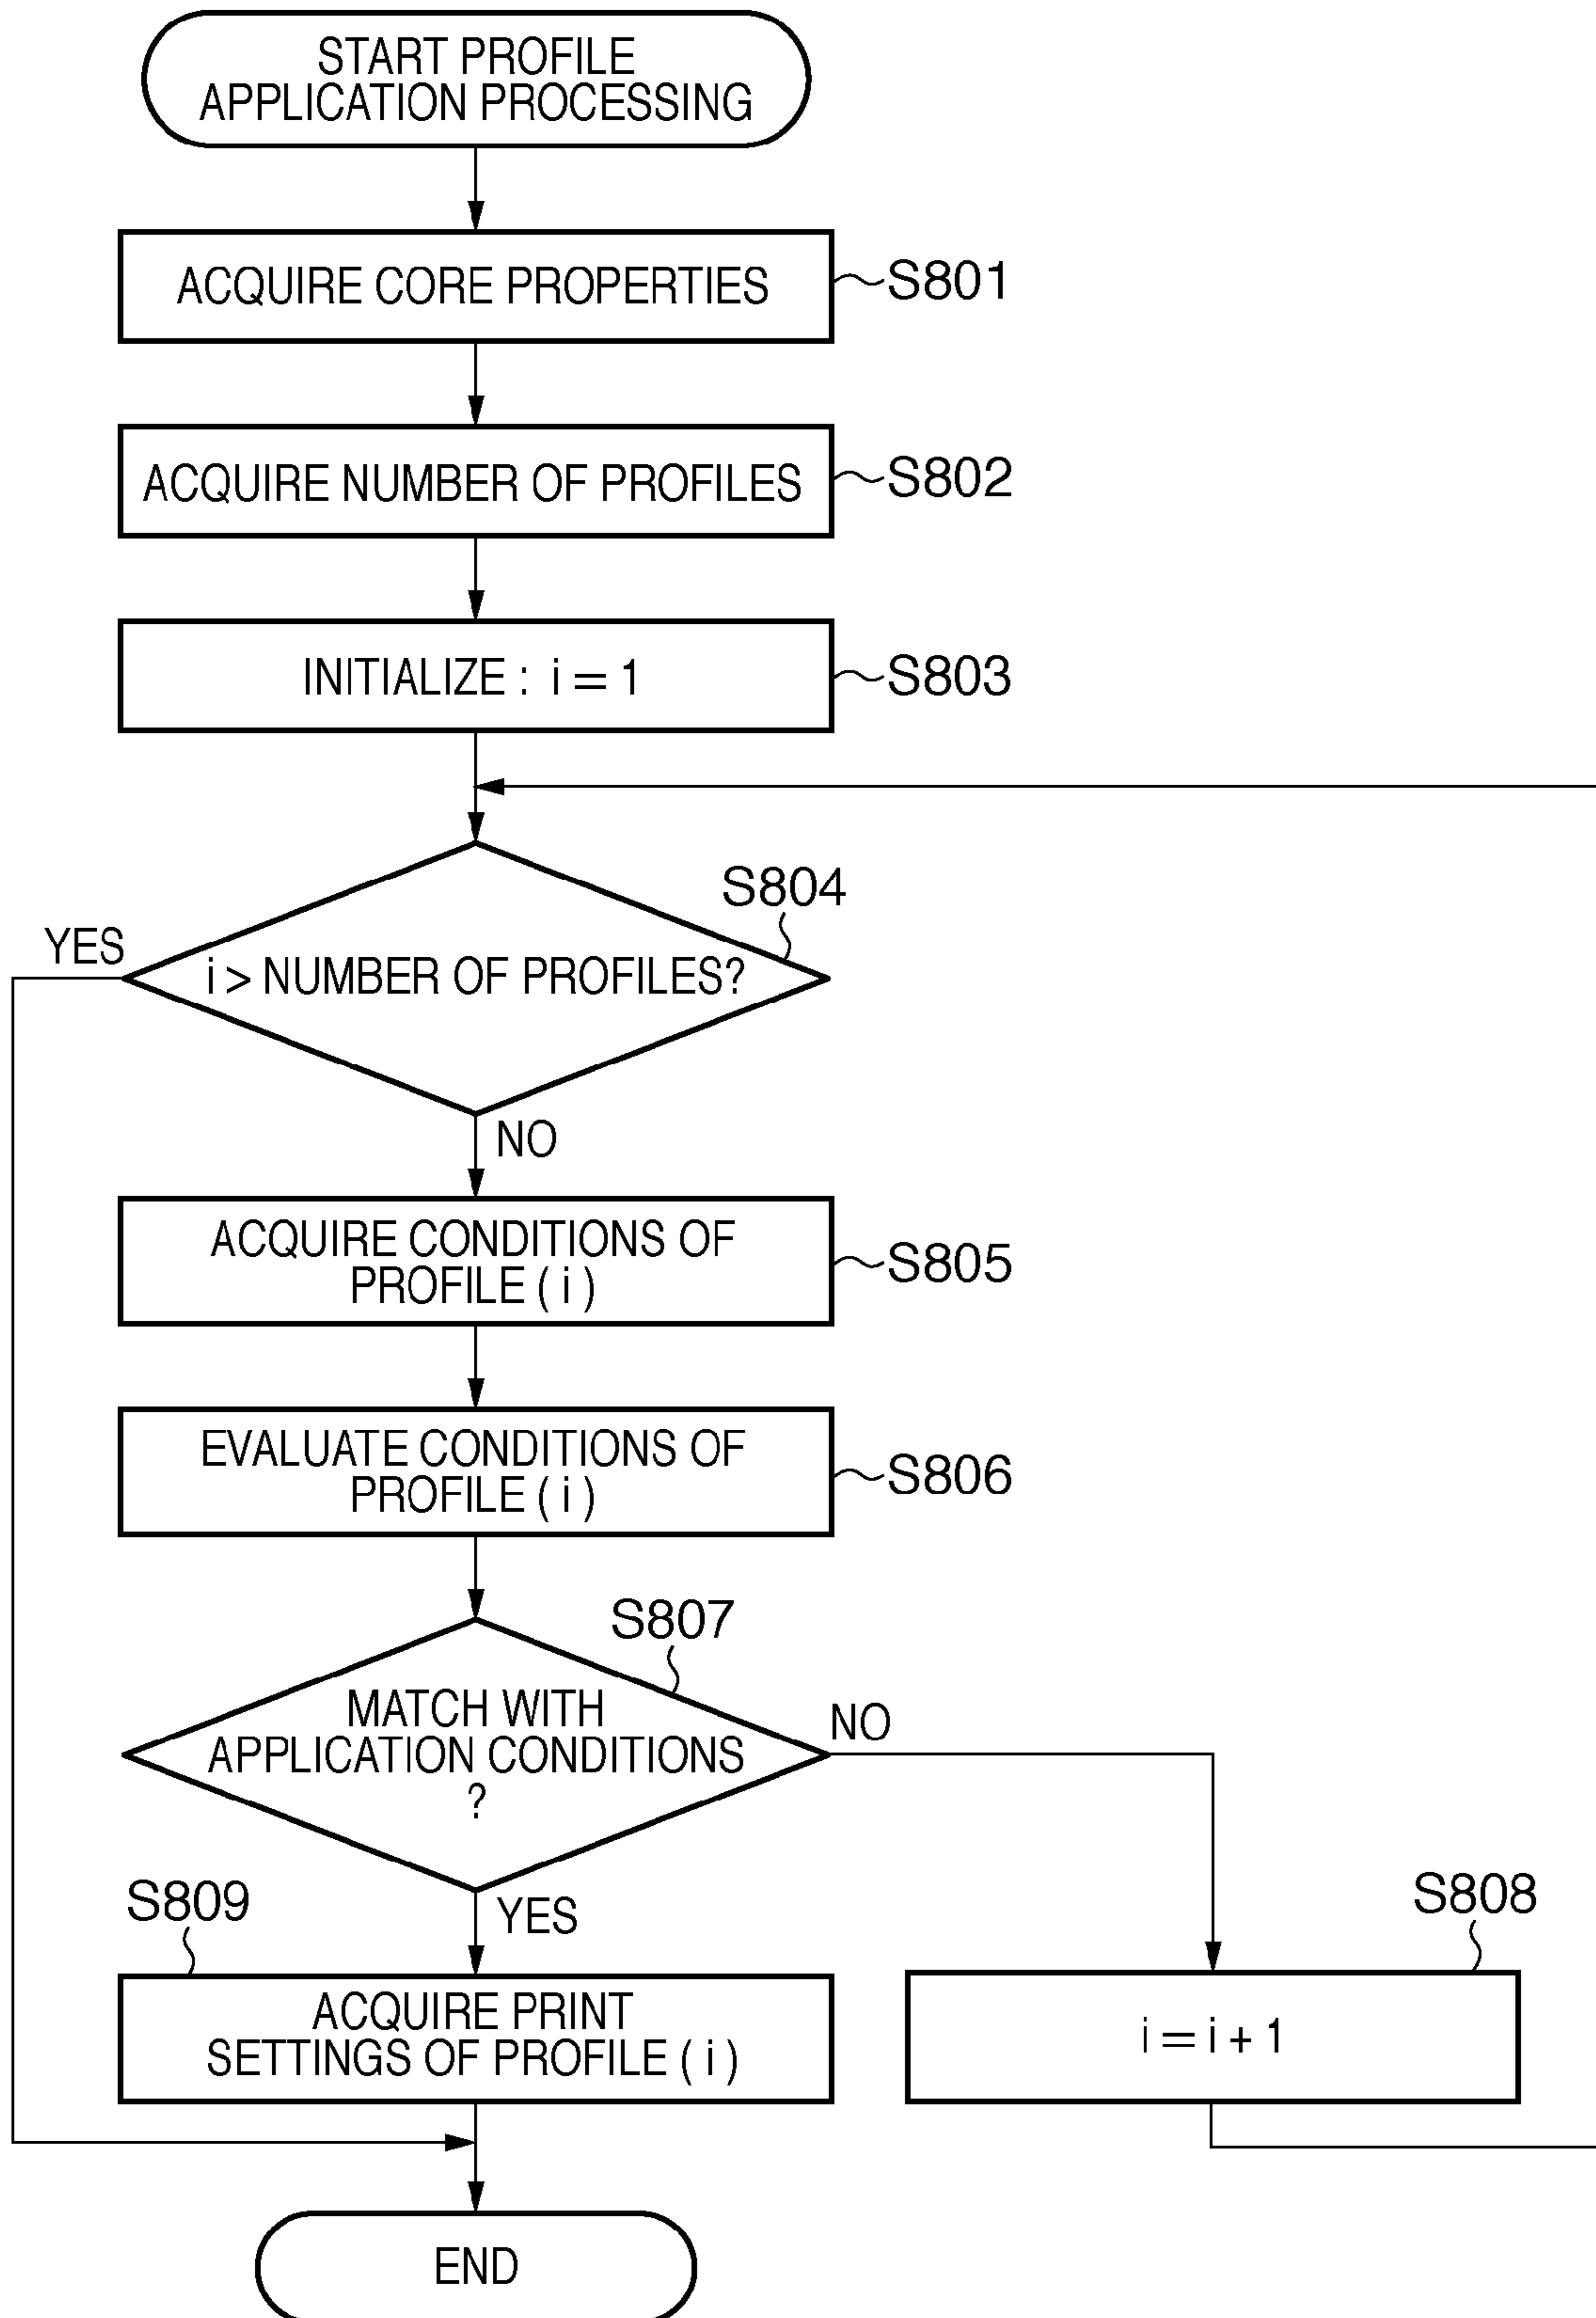 START PROFILE
APPLICATION PROCESSING
ACQUIRE CORE PROPERTIES
S801
ACQUIRE NUMBER OF PROFILES
S802
INITIALIZE : i = 1
S803
S804
YES
i > NUMBER OF PROFILES?
NO
ACQUIRE CONDITIONS OF
PROFILE ( i )
S805
EVALUATE CONDITIONS OF
PROFILE ( i )
S806
S807
MATCH WITH
APPLICATION CONDITIONS
?
NO
YES
S809
ACQUIRE PRINT
SETTINGS OF PROFILE ( i )
S808
i = i + 1
END